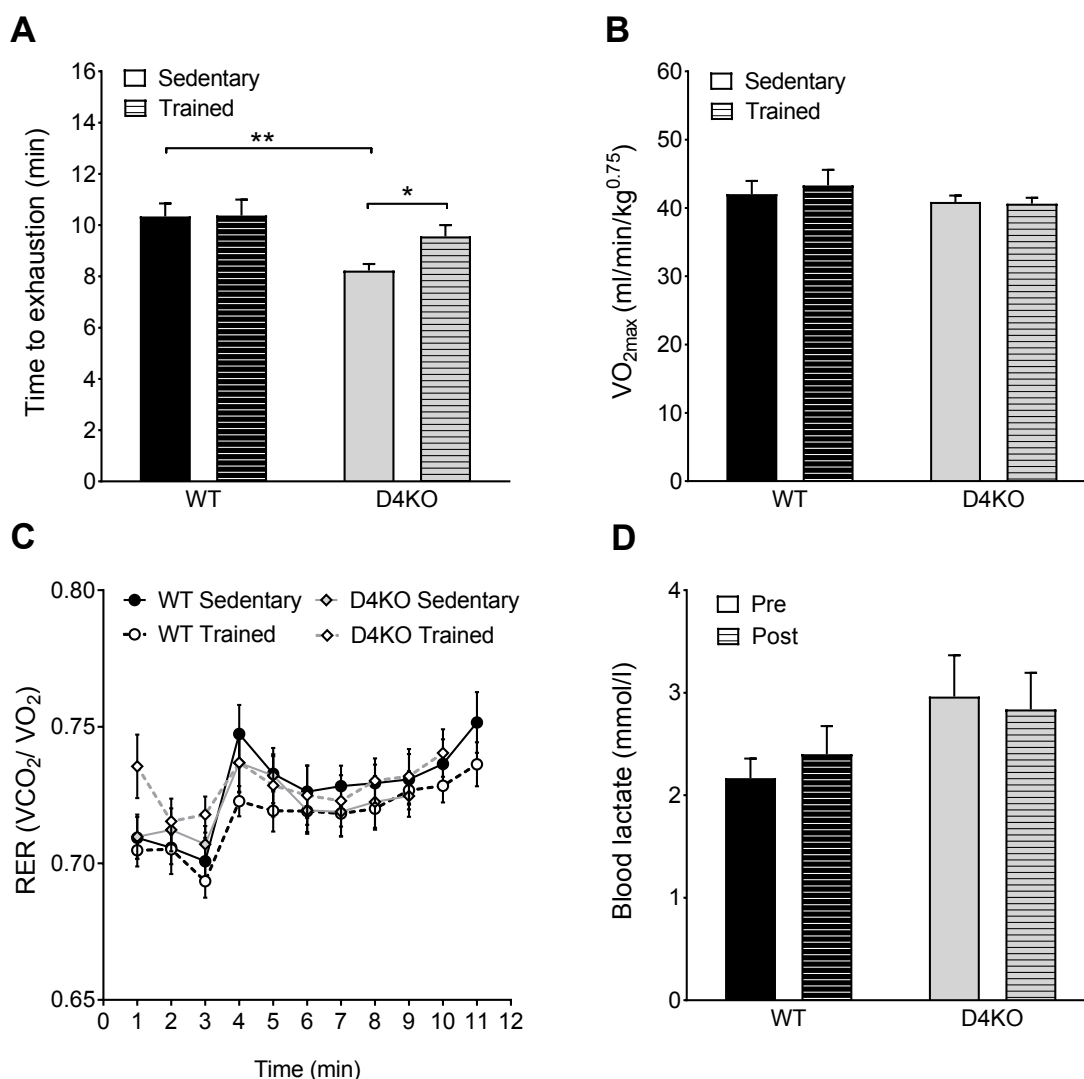 A
Time to exhaustion (min)
16
14
12
10
8
6
4
2
0
Sedentary
Trained
**
*
WT D4KO
B
VO2max (ml/min/kg0.75)
60
50
40
30
20
10
0
Sedentary
Trained
WT D4KO
C
RER (VCO2/ VO2)
0.80
0.75
0.70
0.65
WT Sedentary D4KO Sedentary
WT Trained D4KO Trained
0 1 2 3 4 5 6 7 8 9 10 11 12
Time (min)
D
Blood lactate (mmol/l)
4
3
2
1
0
Pre
Post
WT D4KO